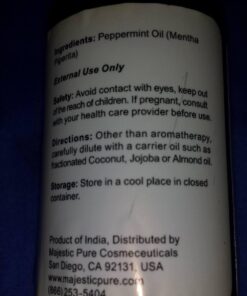 Ingredients: Peppermint Oil (Mentha
Piperita)
External Use Only
Safety: Avoid contact with eyes, keep out
of the reach of children. If pregnant, consult
with your health care provider before use.
Directions: Other than aromatherapy,
carefully dilute with a carrier oil such as
fractionated Coconut, Jojoba or Almond oil.
Storage: Store in a cool place in closed
container.
Product of India, Distributed by
Majestic Pure Cosmeceuticals
San Diego, CA 92131, USA
www.majesticpure.com
(866)253-5404